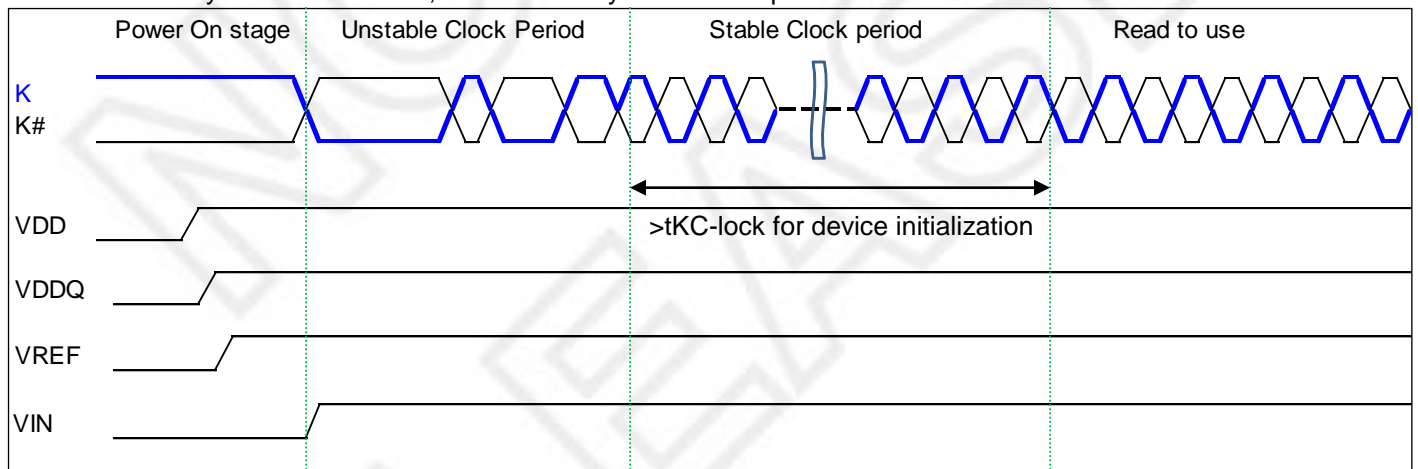 Power On stage Unstable Clock Period Stable Clock period Read to use
K
K#
VDD
>tKC-lock for device initialization
VDDQ
VREF
VIN